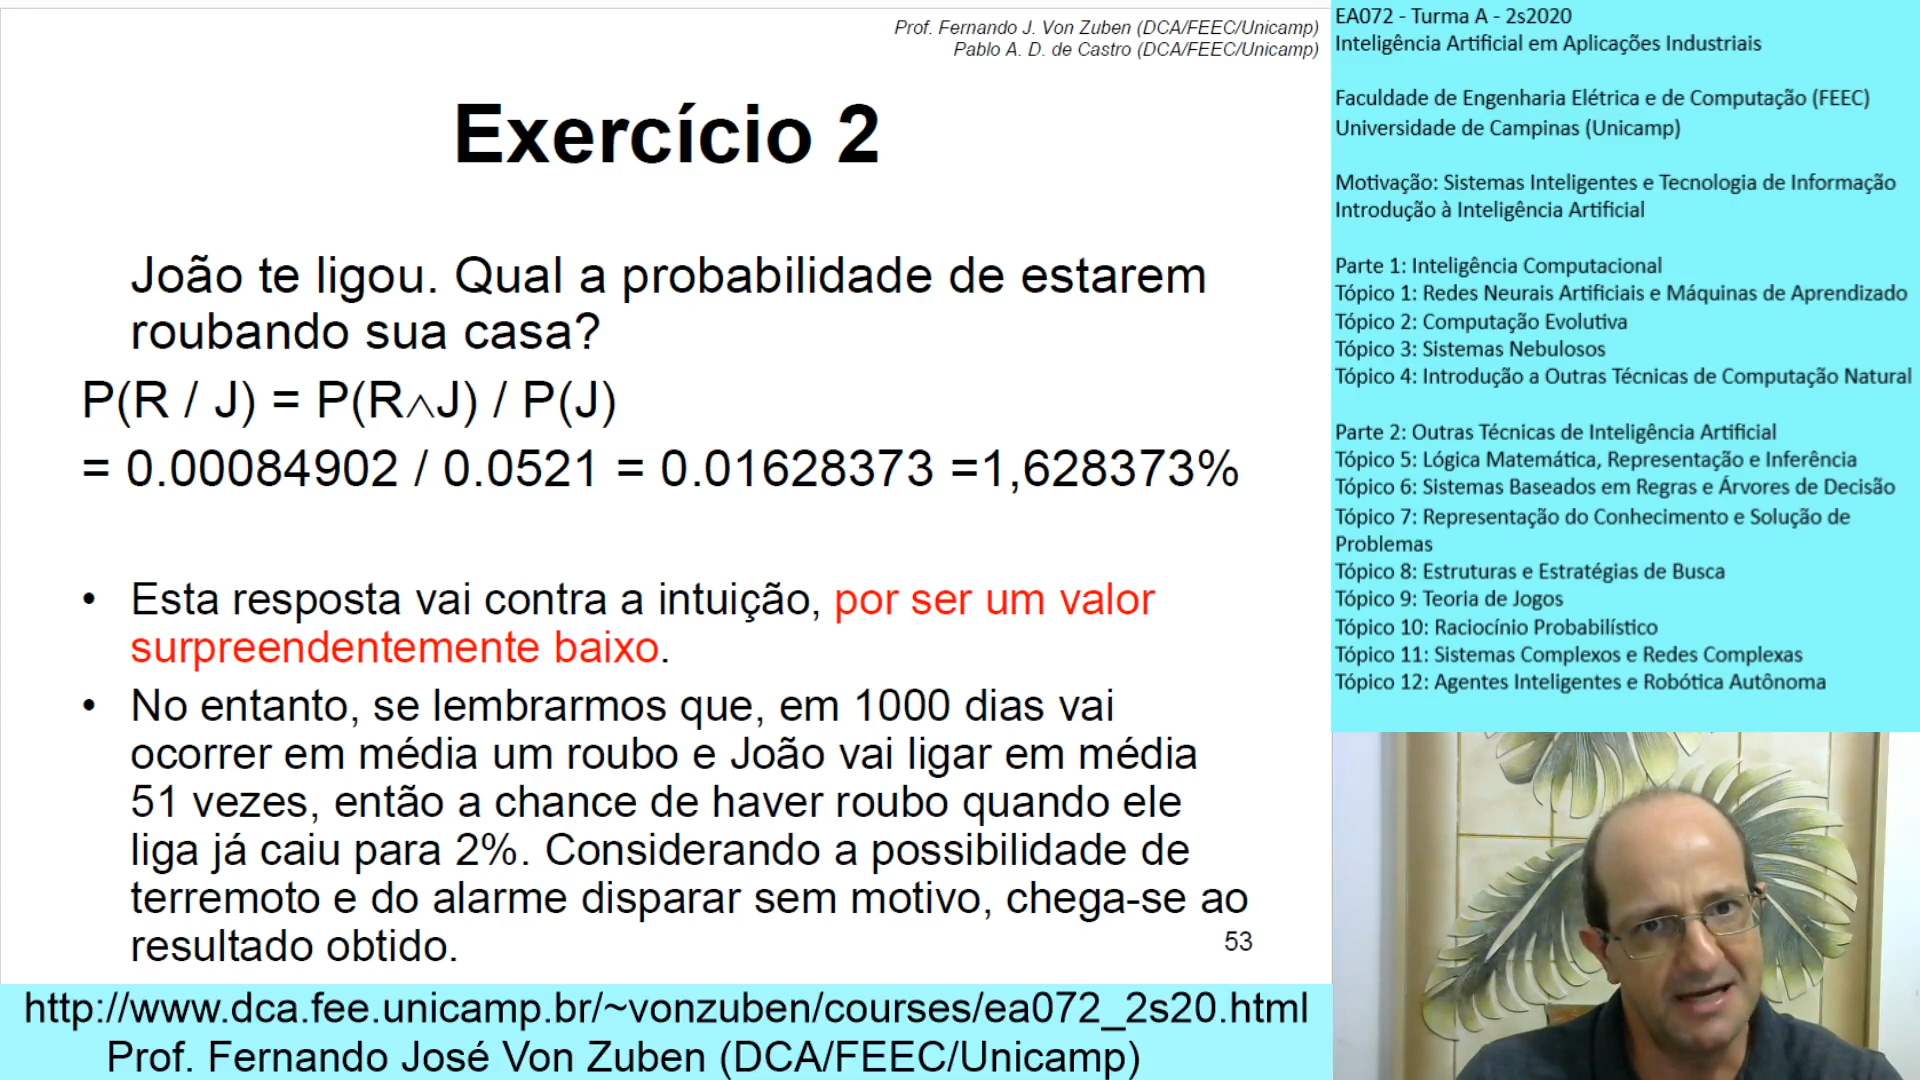 Prof. Fernando J. Von Zuben (DCA/FEEC/Unicamp)
Pablo A. D. de Castro (DCA/FEEC/Unicamp)
Exercício 2
João te ligou. Qual a probabilidade de estarem
roubando sua casa?
P(R / J) = P(R∧J) / P(J)
= 0.00084902 / 0.0521 = 0.01628373 =1,628373%
• Esta resposta vai contra a intuição, por ser um valor
surpreendentemente baixo.
• No entanto, se lembrarmos que, em 1000 dias vai
ocorrer em média um roubo e João vai ligar em média
51 vezes, então a chance de haver roubo quando ele
liga já caiu para 2%. Considerando a possibilidade de
terremoto e do alarme disparar sem motivo, chega-se ao
resultado obtido.
53
http://www.dca.fee.unicamp.br/~vonzuben/courses/ea072_2s20.html
Prof. Fernando José Von Zuben (DCA/FEEC/Unicamp)
EA072 - Turma A - 2s2020
Inteligência Artificial em Aplicações Industriais
Faculdade de Engenharia Elétrica e de Computação (FEEC)
Universidade de Campinas (Unicamp)
Motivação: Sistemas Inteligentes e Tecnologia de Informação
Introdução à Inteligência Artificial
Parte 1: Inteligência Computacional
Tópico 1: Redes Neurais Artificiais e Máquinas de Aprendizado
Tópico 2: Computação Evolutiva
Tópico 3: Sistemas Nebulosos
Tópico 4: Introdução a Outras Técnicas de Computação Natural
Parte 2: Outras Técnicas de Inteligência Artificial
Tópico 5: Lógica Matemática, Representação e Inferência
Tópico 6: Sistemas Baseados em Regras e Árvores de Decisão
Tópico 7: Representação do Conhecimento e Solução de
Problemas
Tópico 8: Estruturas e Estratégias de Busca
Tópico 9: Teoria de Jogos
Tópico 10: Raciocínio Probabilístico
Tópico 11: Sistemas Complexos e Redes Complexas
Tópico 12: Agentes Inteligentes e Robótica Autônoma